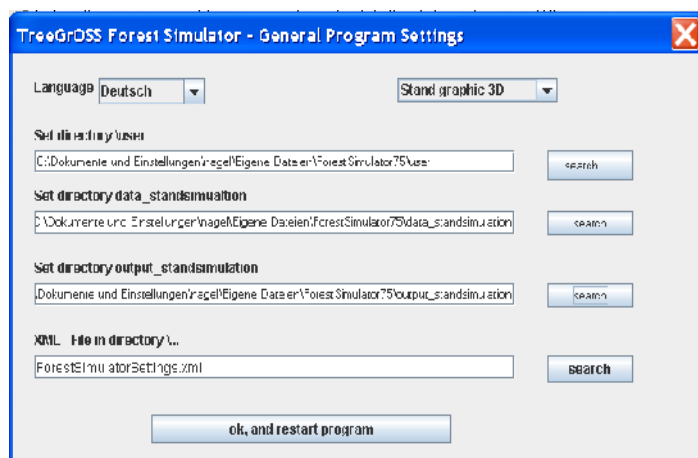 TreeGrOSS Forest Simulator - General Program Settings
Language Deutsch Stand graphic 3D
Set directory \user
C:\Dokumente und Einstellungen\nagel\Eigene Dateien\ForestSimulator75\user search
Set directory data_standsimualtion
C:\Dokumente und Einstellungen\nagel\Eigene Dateien\ForestSimulator75\data_standsimulation search
Set directory output_standsimulation
\Dokumente und Einstellungen\nagel\Eigene Dateien\ForestSimulator75\output_standsimulation search
XML File in directory \...
ForestSimulatorSettings.xml search
ok, and restart program